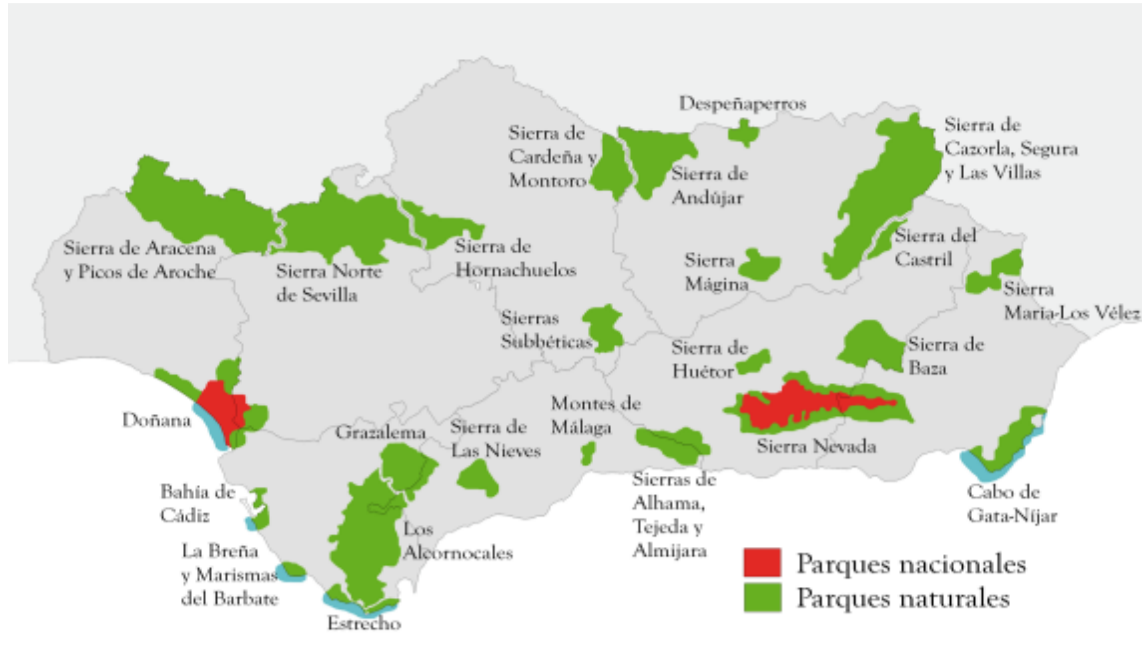 Despeñaperros
Sierra de
Cardeña y
Montoro
Sierra de
Andújar
Sierra de
Cazorla, Segura
y Las Villas
Sierra de Aracena
y Picos de Aroche
Sierra Norte
de Sevilla
Sierra de
Hornachuelos
Sierra
Mágina
Sierra del
Castril
Sierra
Maria-Los Vélez
Sierras
Subbéticas
Sierra de
Huétor
Sierra de
Baza
Doñana
Grazalema
Sierra de
Las Nieves
Montes de
Málaga
Sierra Nevada
Bahía de
Cádiz
Los
Alcornocales
Sierras de
Alhama,
Tejeda y
Almijara
Cabo de
Gata-Níjar
La Breña
y Marismas
del Barbate
Estrecho
Parques nacionales
Parques naturales